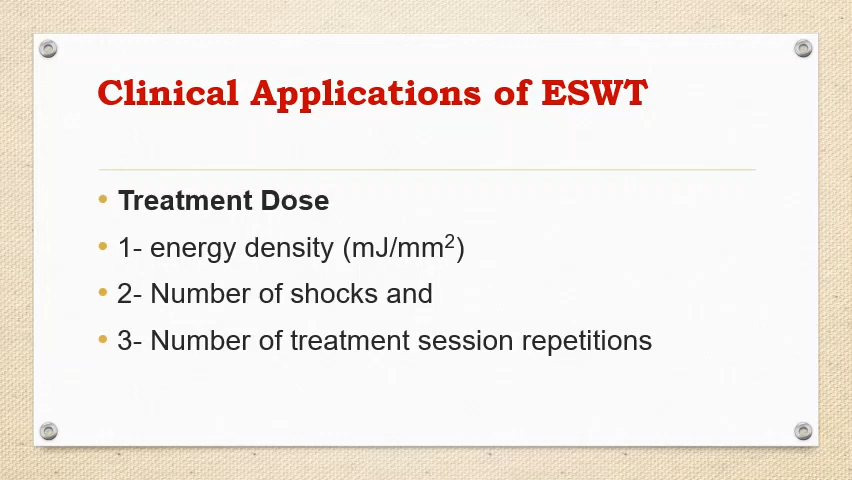 Clinical Applications of ESWT
• Treatment Dose
• 1- energy density (mJ/mm²)
• 2- Number of shocks and
• 3- Number of treatment session repetitions